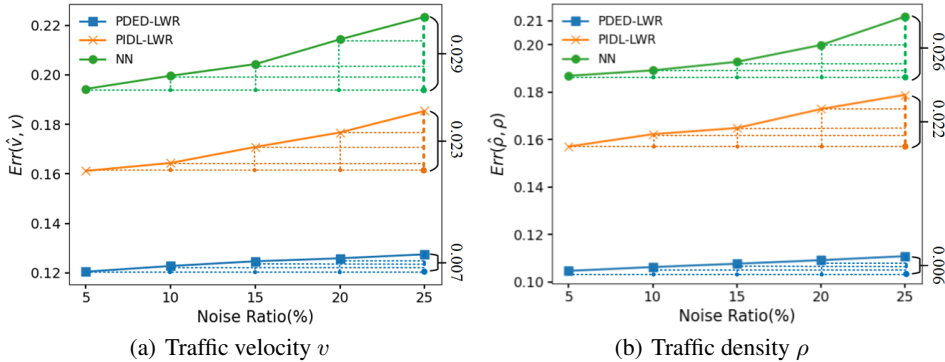 0.22
0.20
0.18
0.16
0.14
0.12
Err(v̂, v)
PDED-LWR
PIDL-LWR
NN
0.029
0.023
0.007
5 10 15 20 25
Noise Ratio(%)
(a) Traffic velocity v
0.21
0.20
0.18
0.16
0.14
0.12
0.10
Err(ρ̂, ρ)
PDED-LWR
PIDL-LWR
NN
0.026
0.022
0.006
5 10 15 20 25
Noise Ratio(%)
(b) Traffic density ρ